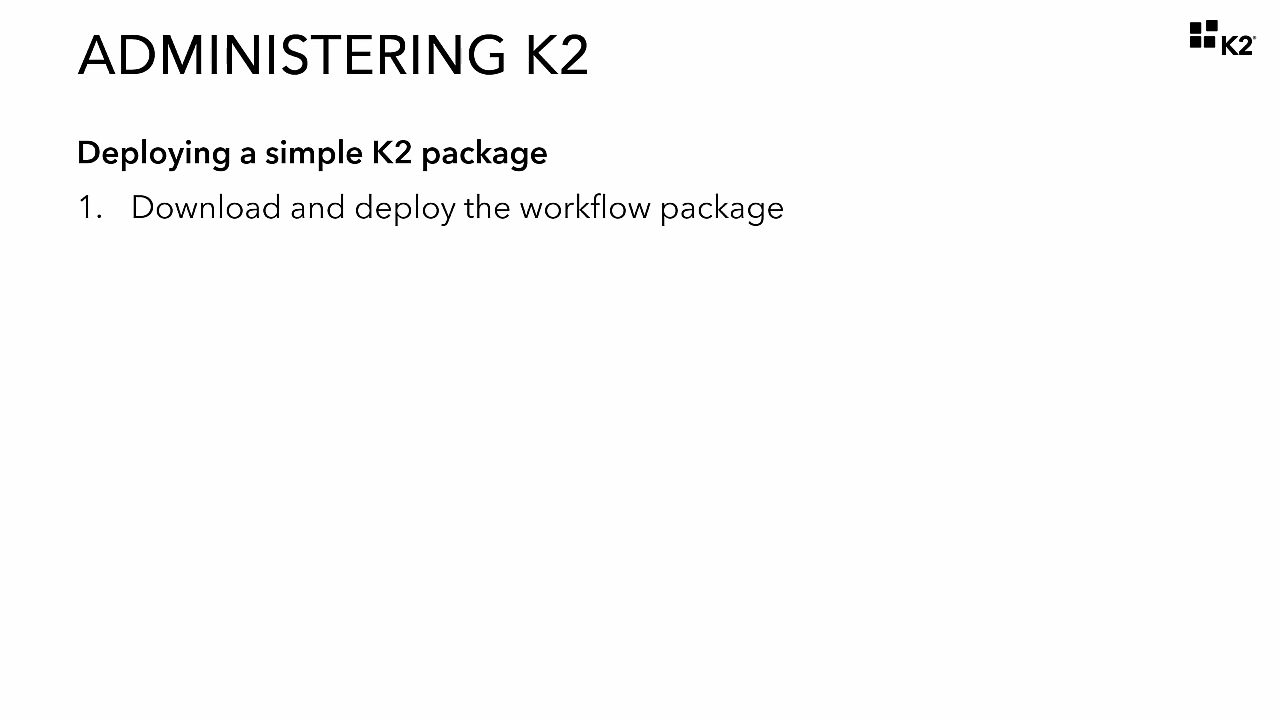 ADMINISTERING K2
K2
Deploying a simple K2 package
1. Download and deploy the workflow package